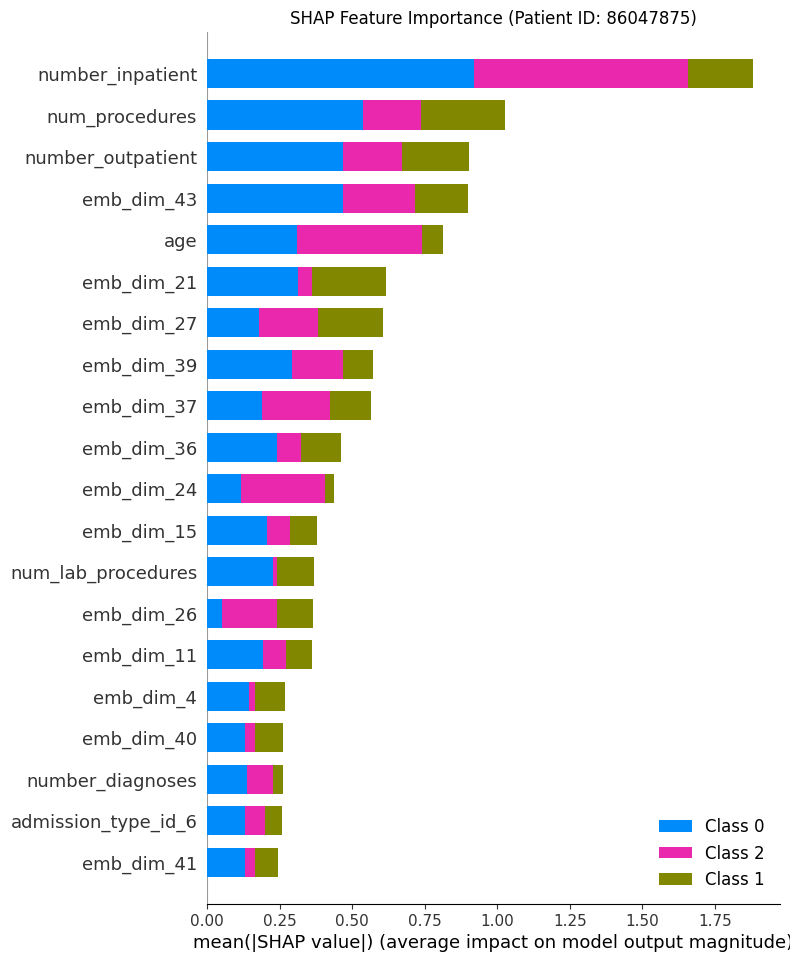 SHAP Feature Importance (Patient ID: 86047875)
number_inpatient
num_procedures
number_outpatient
emb_dim_43
age
emb_dim_21
emb_dim_27
emb_dim_39
emb_dim_37
emb_dim_36
emb_dim_24
emb_dim_15
num_lab_procedures
emb_dim_26
emb_dim_11
emb_dim_4
emb_dim_40
number_diagnoses
admission_type_id_6
emb_dim_41
Class 0
Class 2
Class 1
0.00 0.25 0.50 0.75 1.00 1.25 1.50 1.75
mean(|SHAP value|) (average impact on model output magnitude)